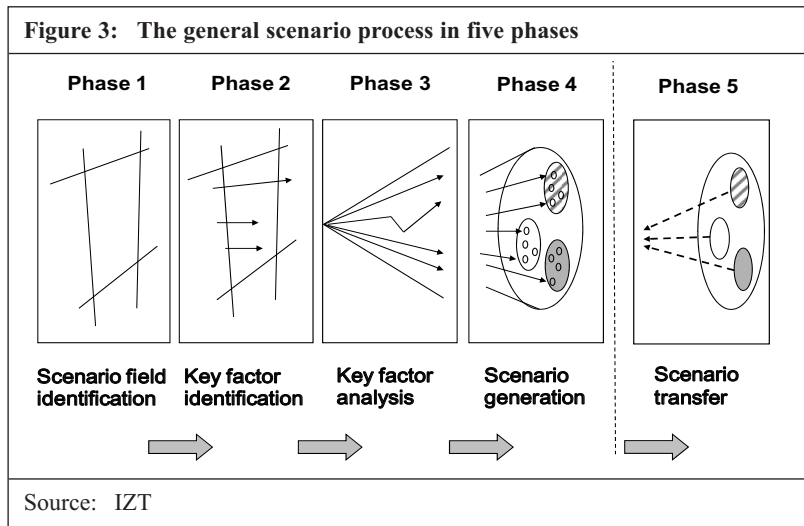 Figure 3: The general scenario process in five phases
Phase 1 Phase 2 Phase 3 Phase 4 Phase 5
Scenario field identification Key factor identification Key factor analysis Scenario generation Scenario transfer
Source: IZT